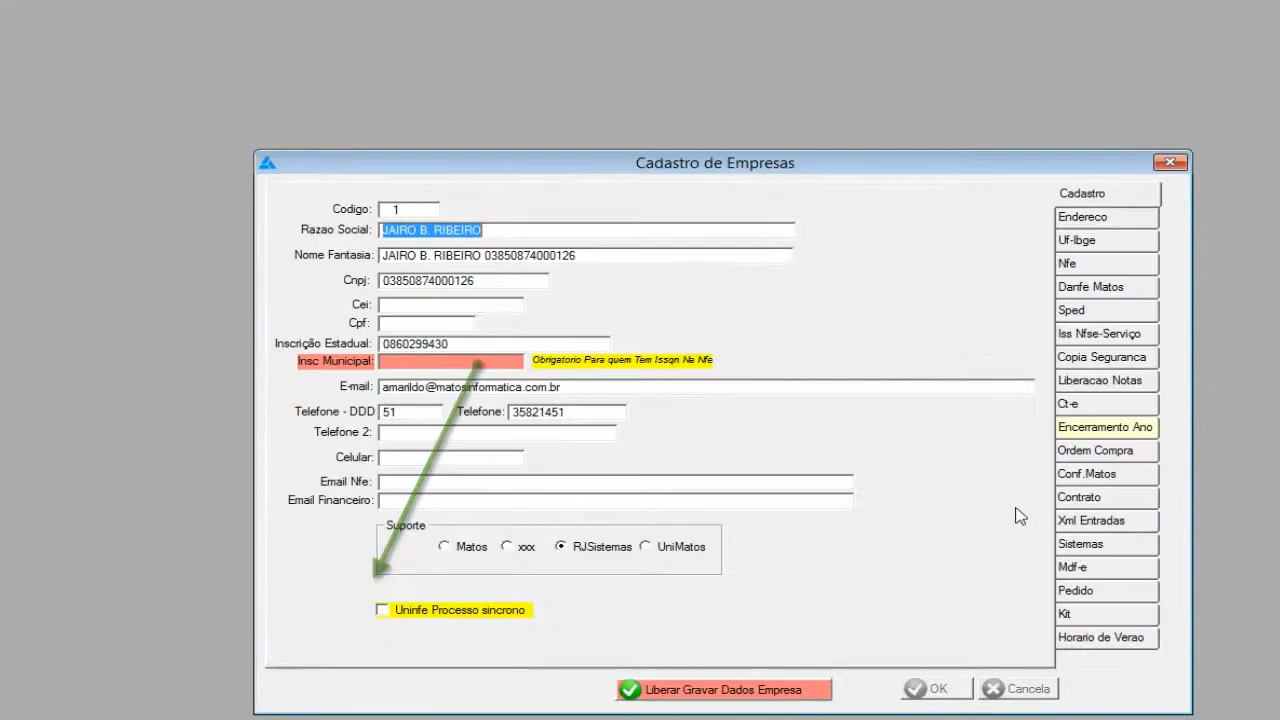 Cadastro de Empresas
Codigo: 1
Razao Social: JAIRO B. RIBEIRO
Nome Fantasia: JAIRO B. RIBEIRO 03850874000126
Cnpj: 03850874000126
Cei:
Cpf:
Inscrição Estadual: 0860299430
Insc Municipal: Obrigatorio Para quem Tem Issqn Na Nfe
E-mail: amarildo@matosinformatica.com.br
Telefone - DDD 51 Telefone: 35821451
Telefone 2:
Celular:
Email Nfe:
Email Financeiro:
Suporte
Matos xxx RJSistemas UniMatos
Uninfe Processo sincrono
Cadastro
Endereco
Uf-Ibge
Nfe
Danfe Matos
Sped
Iss Nfse-Serviço
Copia Segurança
Liberacao Notas
Ct-e
Encerramento Ano
Ordem Compra
Conf.Matos
Contrato
Xml Entradas
Sistemas
Mdf-e
Pedido
Kit
Horario de Verao
Liberar Gravar Dados Empresa OK Cancela